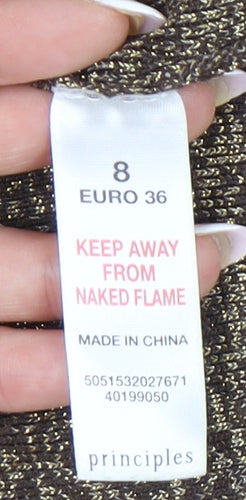 8
EURO 36
KEEP AWAY
FROM
NAKED FLAME
MADE IN CHINA
5051532027671
40199050
principles